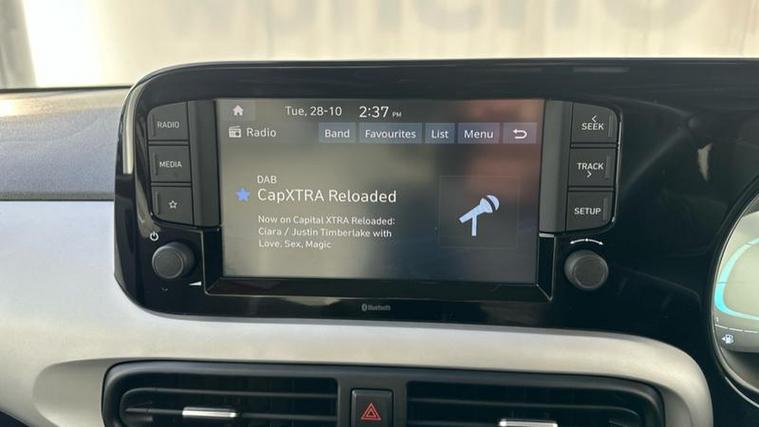 Tue, 28-10 2:37 PM
Radio Band Favourites List Menu
DAB
CapXTRA Reloaded
Now on Capital XTRA Reloaded:
Ciara / Justin Timberlake with
Love, Sex, Magic
RADIO
MEDIA
SEEK
TRACK
SETUP
Bluetooth